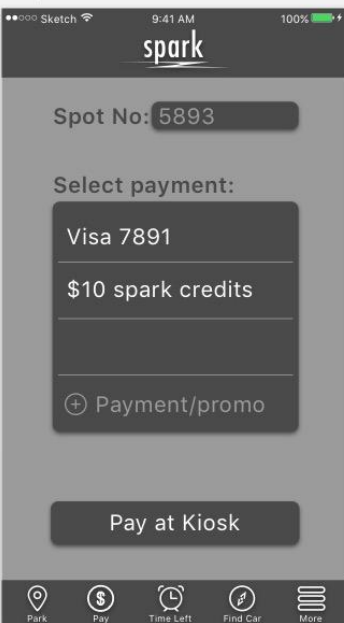 Sketch 9:41 AM 100%
spark
Spot No: 5893
Select payment:
Visa 7891
$10 spark credits
Payment/promo
Pay at Kiosk
Park Pay Time Left Find Car More